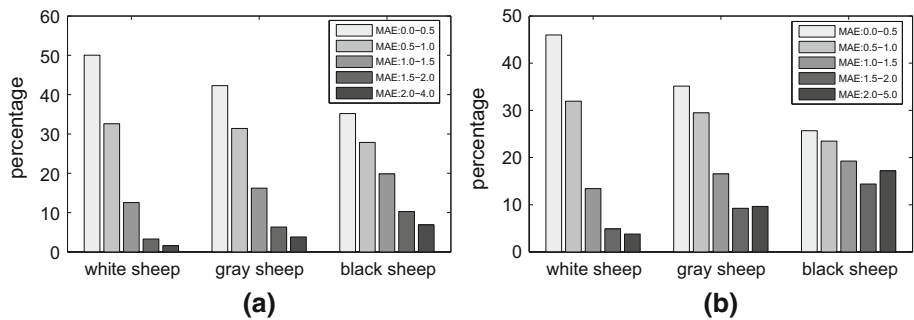 60
50
40
30
20
10
0
percentage
MAE:0.0−0.5
MAE:0.5−1.0
MAE:1.0−1.5
MAE:1.5−2.0
MAE:2.0−4.0
white sheep
gray sheep
black sheep
(a)
50
40
30
20
10
0
percentage
MAE:0.0−0.5
MAE:0.5−1.0
MAE:1.0−1.5
MAE:1.5−2.0
MAE:2.0−5.0
white sheep
gray sheep
black sheep
(b)